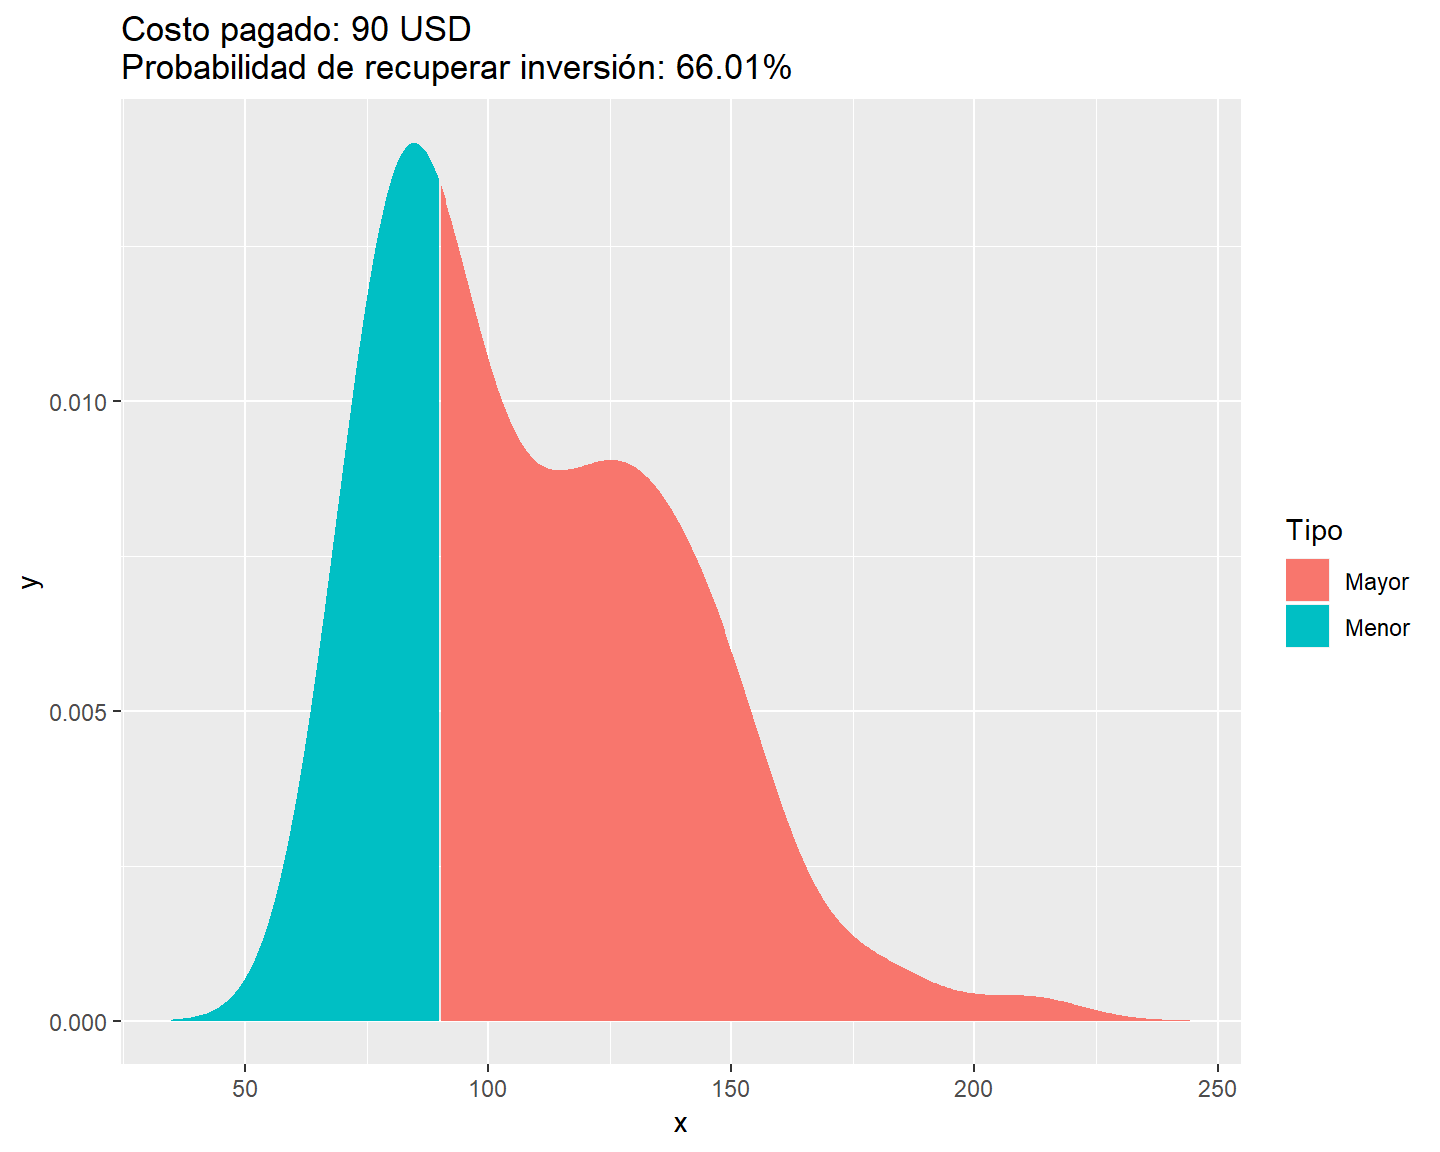 Costo pagado: 90 USD
Probabilidad de recuperar inversión: 66.01%
0.010
0.005
0.000
y
50
100
150
200
250
x
Tipo
Mayor
Menor